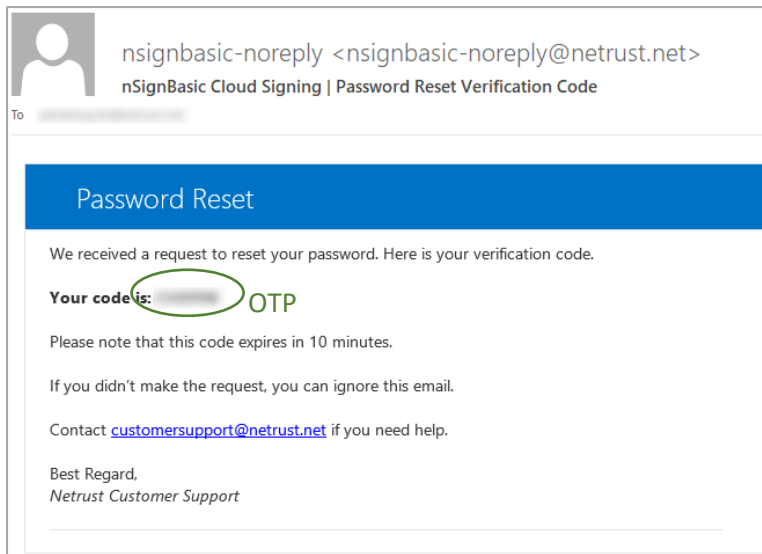 nsignbasic-noreply <nsignbasic-noreply@netrust.net>
nSignBasic Cloud Signing | Password Reset Verification Code
To
Password Reset
We received a request to reset your password. Here is your verification code.
Your code is:
OTP
Please note that this code expires in 10 minutes.
If you didn't make the request, you can ignore this email.
Contact customersupport@netrust.net if you need help.
Best Regard,
Netrust Customer Support